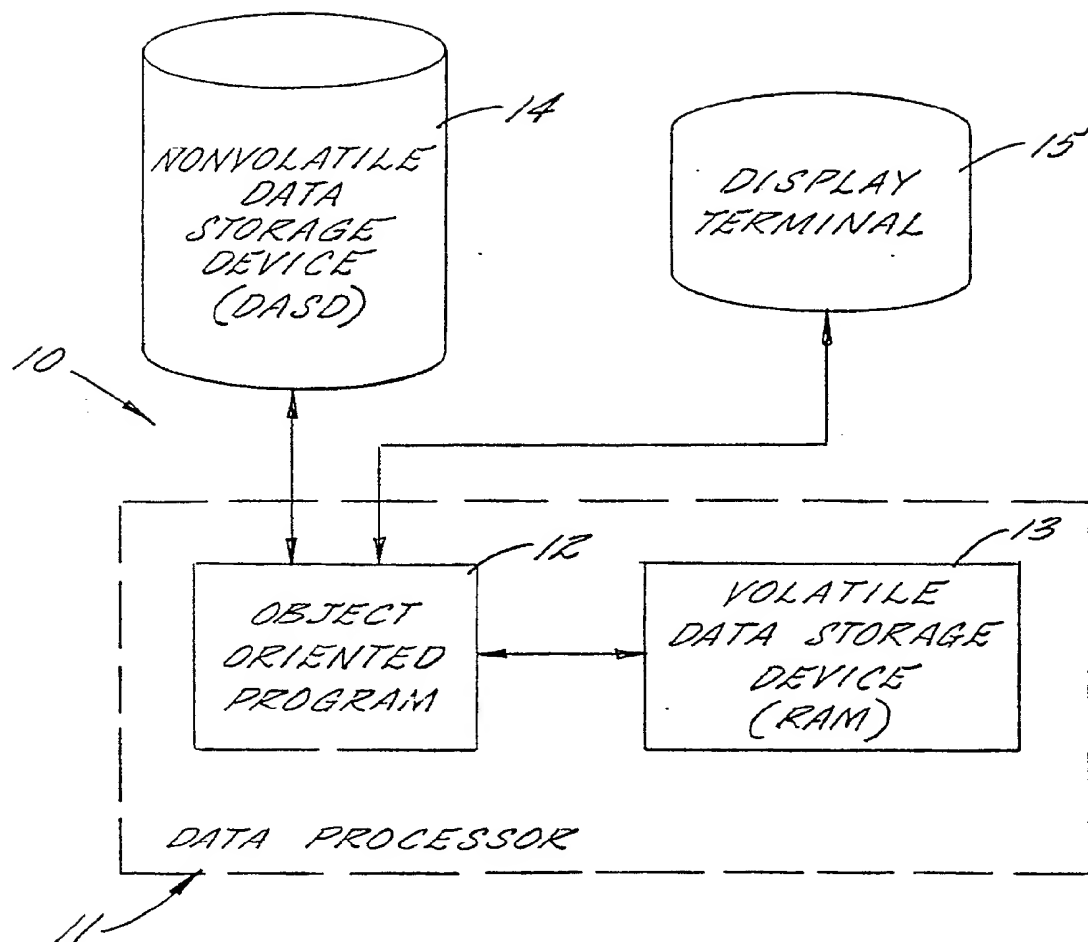 14
NONVOLATILE
DATA
STORAGE
DEVICE
(DASD)
15
DISPLAY
TERMINAL
10
12
OBJECT
ORIENTED
PROGRAM
13
VOLATILE
DATA STORAGE
DEVICE
(RAM)
DATA PROCESSOR
11